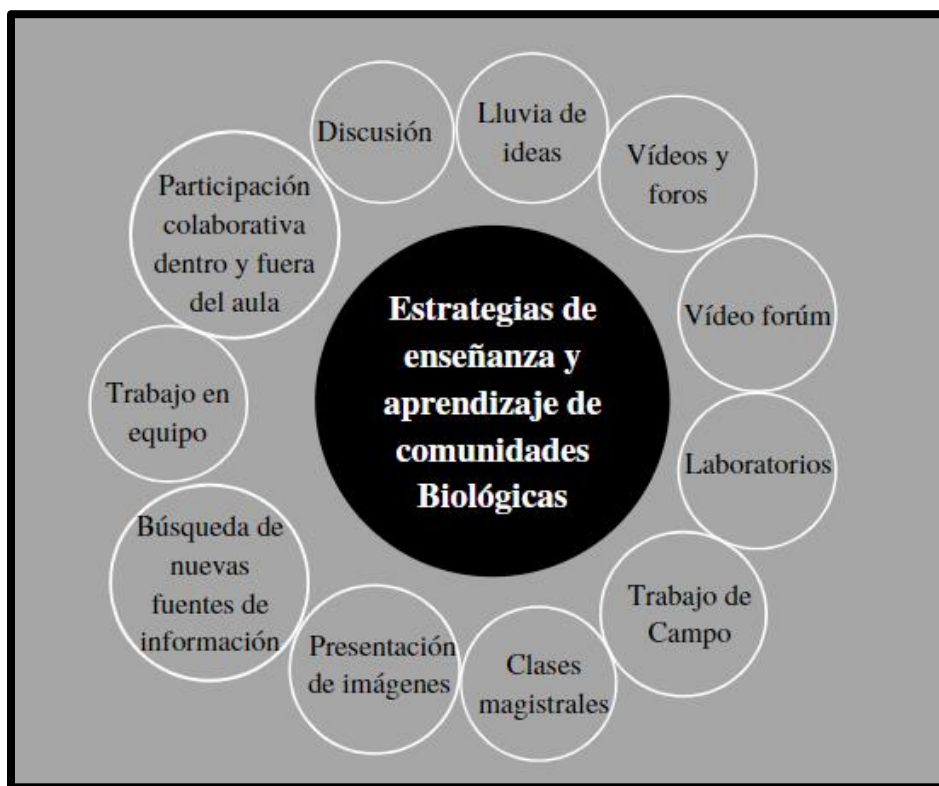 Estrategias de
enseñanza y
aprendizaje de
comunidades
Biológicas
Discusión
Lluvia de
ideas
Vídeos y
foros
Vídeo forúm
Laboratorios
Trabajo de
Campo
Clases
magistrales
Presentación
de imágenes
Búsqueda de
nuevas
fuentes de
información
Trabajo en
equipo
Participación
colaborativa
dentro y fuera
del aula